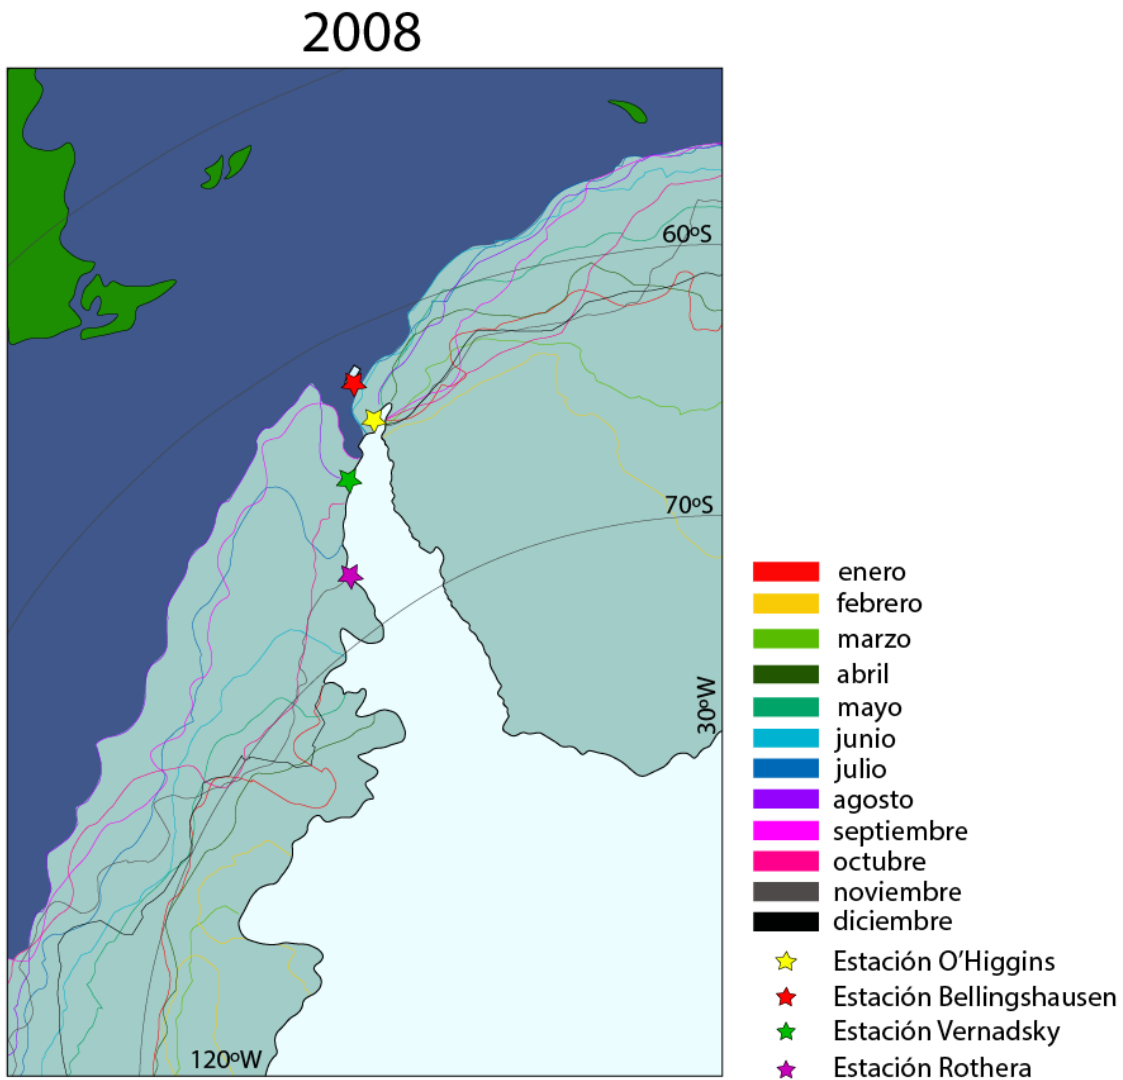 2008
60ºS
70ºS
30ºW
120ºW
enero
febrero
marzo
abril
mayo
junio
julio
agosto
septiembre
octubre
noviembre
diciembre
Estación O'Higgins
Estación Bellingshausen
Estación Vernadsky
Estación Rothera